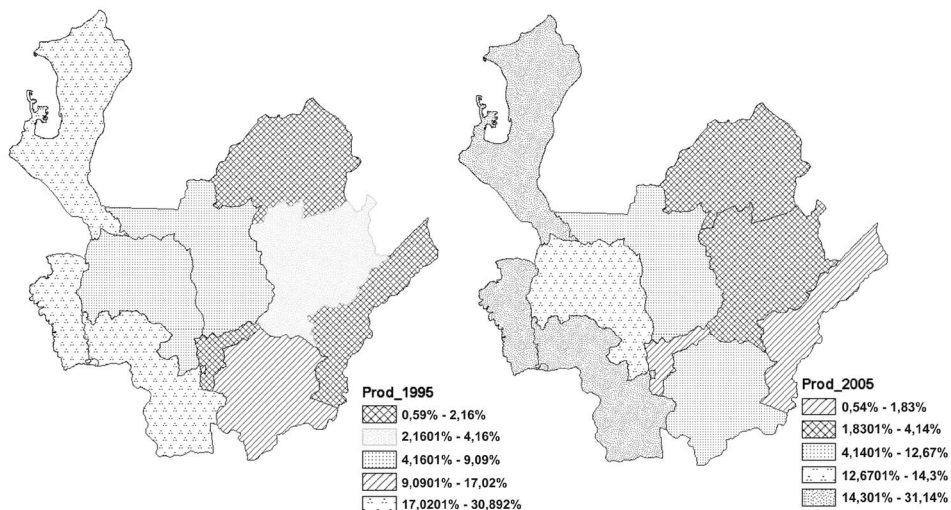 Prod_1995
0,59% - 2,16%
2,1601% - 4,16%
4,1601% - 9,09%
9,0901% - 17,02%
17,0201% - 30,892%
Prod_2005
0,54% - 1,83%
1,8301% - 4,14%
4,1401% - 12,67%
12,6701% - 14,3%
14,301% - 31,14%